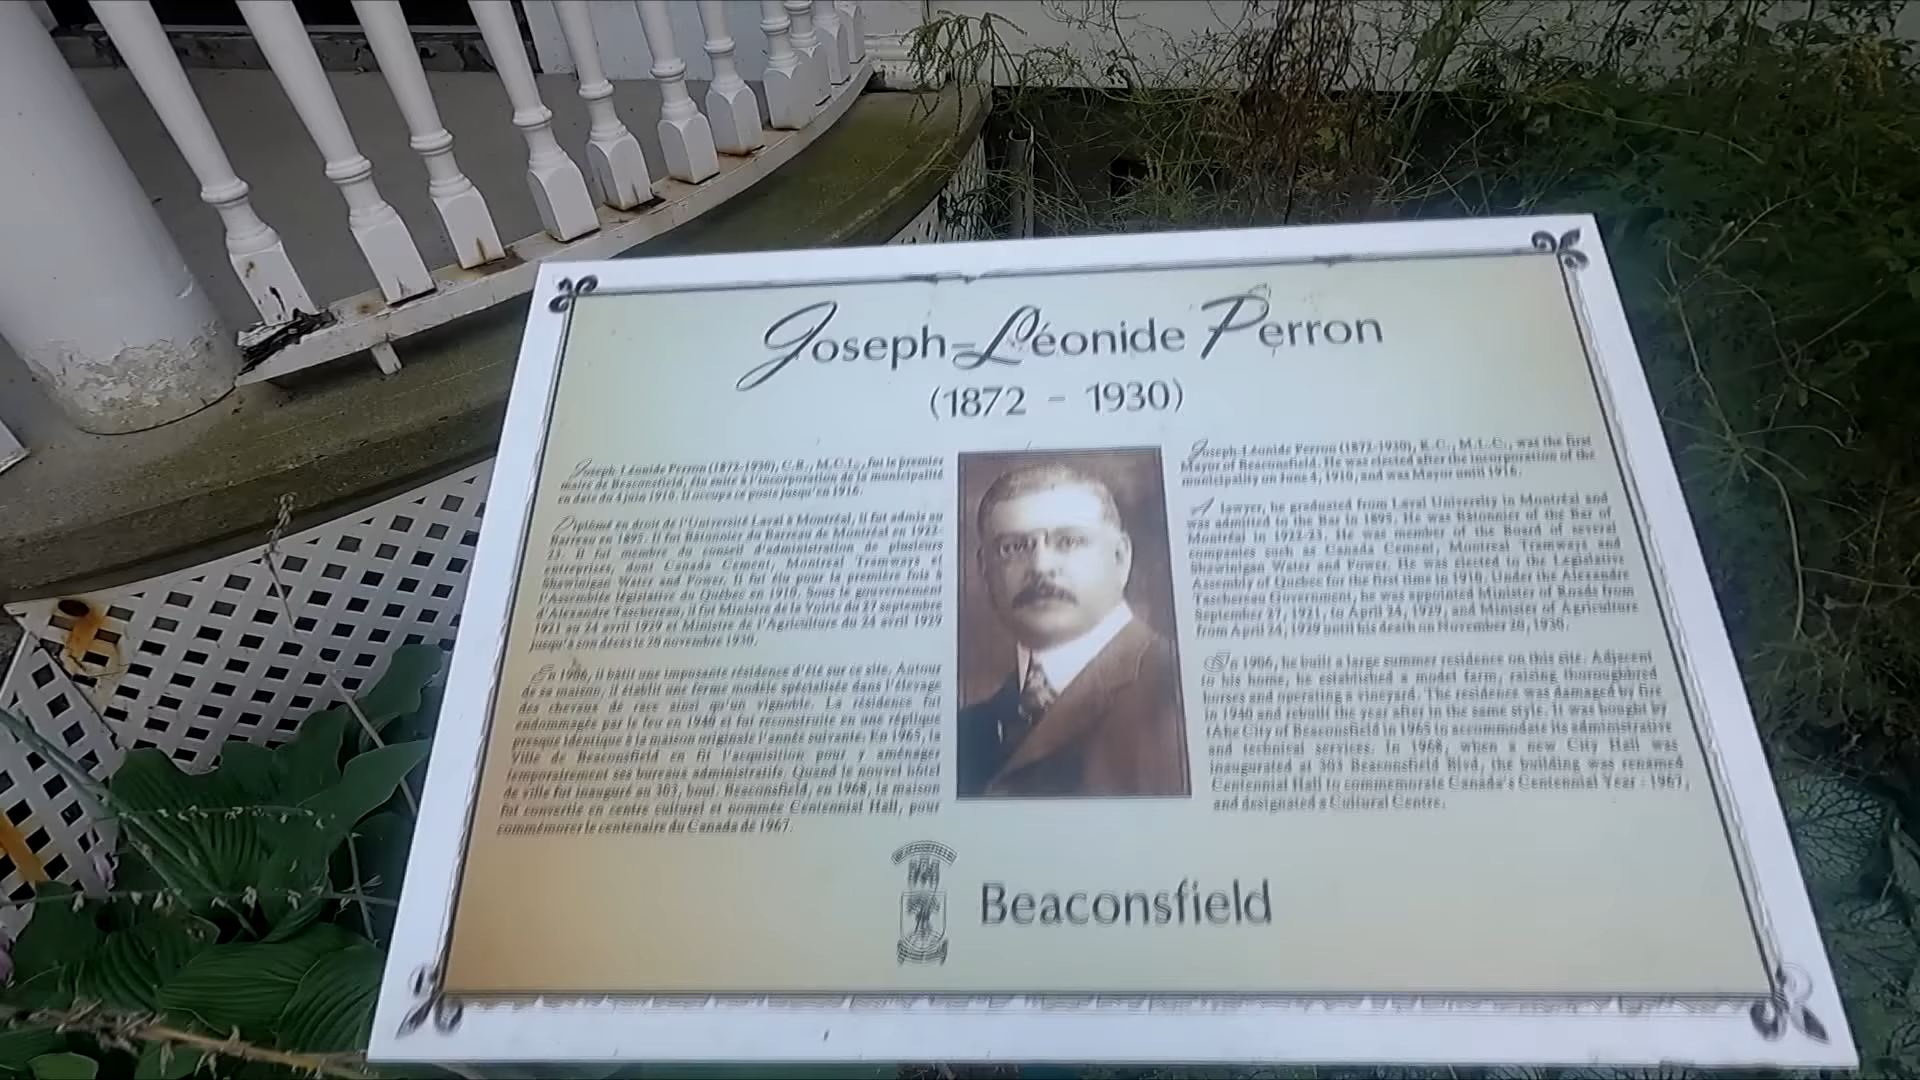 Joseph-Léonide Perron
(1872 - 1930)
Joseph-Léonide Perron (1872-1930), C.R., M.C.L., fut le premier
maire de Beaconsfield, élu suite à l'incorporation de la municipalité
en date du 4 juin 1910. Il occupa ce poste jusqu'en 1916.
Diplômé en droit de l'Université Laval à Montréal, il fut admis au
Barreau en 1895. Il fut Bâtonnier du Barreau de Montréal en 1922-
23. Il fut membre du conseil d'administration de plusieurs
entreprises, dont Canada Cement, Montreal Tramways et
Shawinigan Water and Power. Il fut élu pour la première fois à
l'Assemblée législative du Québec en 1910. Sous le gouvernement
d'Alexandre Taschereau, il fut Ministre de la Voirie du 27 septembre
1921 au 24 avril 1929 et Ministre de l'Agriculture du 24 avril 1929
jusqu'à son décès le 20 novembre 1930.
En 1906, il bâtit une imposante résidence d'été sur ce site. Autour
de sa maison, il établit une ferme modèle spécialisée dans l'élevage
des chevaux de race ainsi qu'un vignoble. La résidence fut
endommagée par le feu en 1940 et fut reconstruite en une réplique
presque identique à la maison originale l'année suivante. En 1965, la
Ville de Beaconsfield en fit l'acquisition pour y aménager
temporairement ses bureaux administratifs. Quand le nouvel hôtel
de ville fut inauguré au 303, boul. Beaconsfield, en 1968, la maison
fut convertie en centre culturel et nommée Centennial Hall, pour
commémorer le centenaire du Canada de 1967.
Joseph-Léonide Perron (1872-1930), K.C., M.L.C., was the first
Mayor of Beaconsfield. He was elected after the incorporation of the
municipality on June 4, 1910, and was Mayor until 1916.
A lawyer, he graduated from Laval University in Montréal and
was admitted to the Bar in 1895. He was Bâtonnier of the Bar of
Montréal in 1922-23. He was member of the Board of several
companies such as Canada Cement, Montreal Tramways and
Shawinigan Water and Power. He was elected to the Legislative
Assembly of Québec for the first time in 1910. Under the Alexandre
Taschereau Government, he was appointed Minister of Roads from
September 27, 1921, to April 24, 1929, and Minister of Agriculture
from April 24, 1929 until his death on November 20, 1930.
In 1906, he built a large summer residence on this site. Adjacent
to his home, he established a model farm, raising thoroughbred
horses and operating a vineyard. The residence was damaged by fire
in 1940 and rebuilt the year after in the same style. It was bought by
tAhe City of Beaconsfield in 1965 to accommodate its administrative
and technical services. In 1968, when a new City Hall was
inaugurated at 303 Beaconsfield Blvd, the building was renamed
Centennial Hall to commemorate Canada's Centennial Year - 1967,
and designated a Cultural Centre.
Beaconsfield